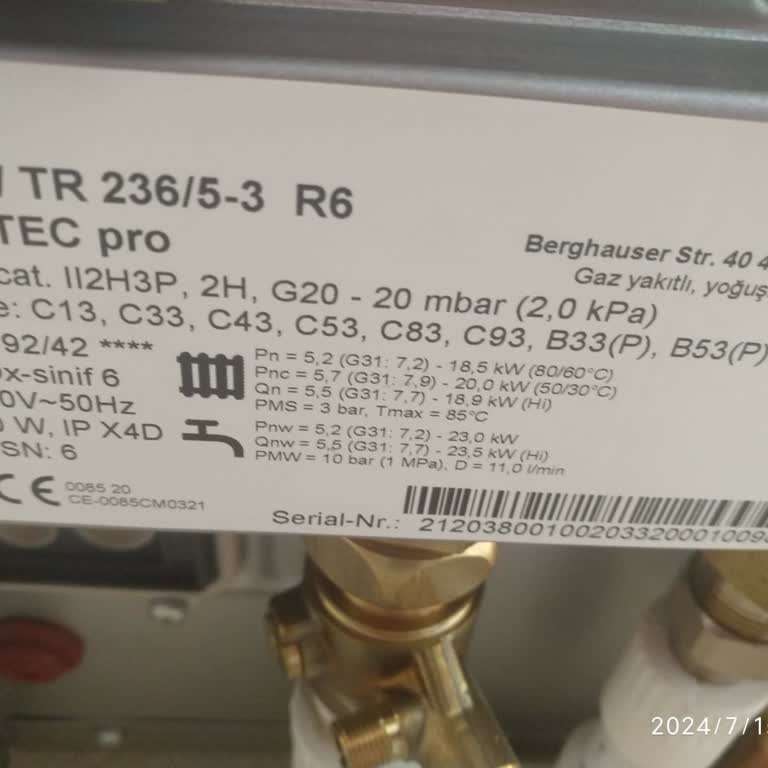 TR 236/5-3 R6
TEC pro
Berghauser Str. 40
Gaz yakıtlı,
cat. II2H3P, 2H, G20 - 20 mbar (2,0 kPa)
C13, C33, C43, C53, C83, C93, B33(P), B53(P)
92/42 ****
x-sinif 6
0V~50Hz
W, IP X4D
SN: 6
Pn = 5,2 (G31: 7,2) - 18,5 kW (80/60°C)
Pnc = 5,7 (G31: 7,9) - 20,0 kW (50/30°C)
Qn = 5,5 (G31: 7,7) - 18,9 kW (Hi)
PMS = 3 bar, Tmax = 85°C
Pnw = 5,2 (G31: 7,2) - 23,0 kW
Qnw = 5,5 (G31: 7,7) - 23,5 kW (Hi)
PMW = 10 bar (1 MPa), D = 11,0 l/min
CE 0085 20
CE-0085CM0321
Serial-Nr.: 21203800100203320001009
2024/7/1